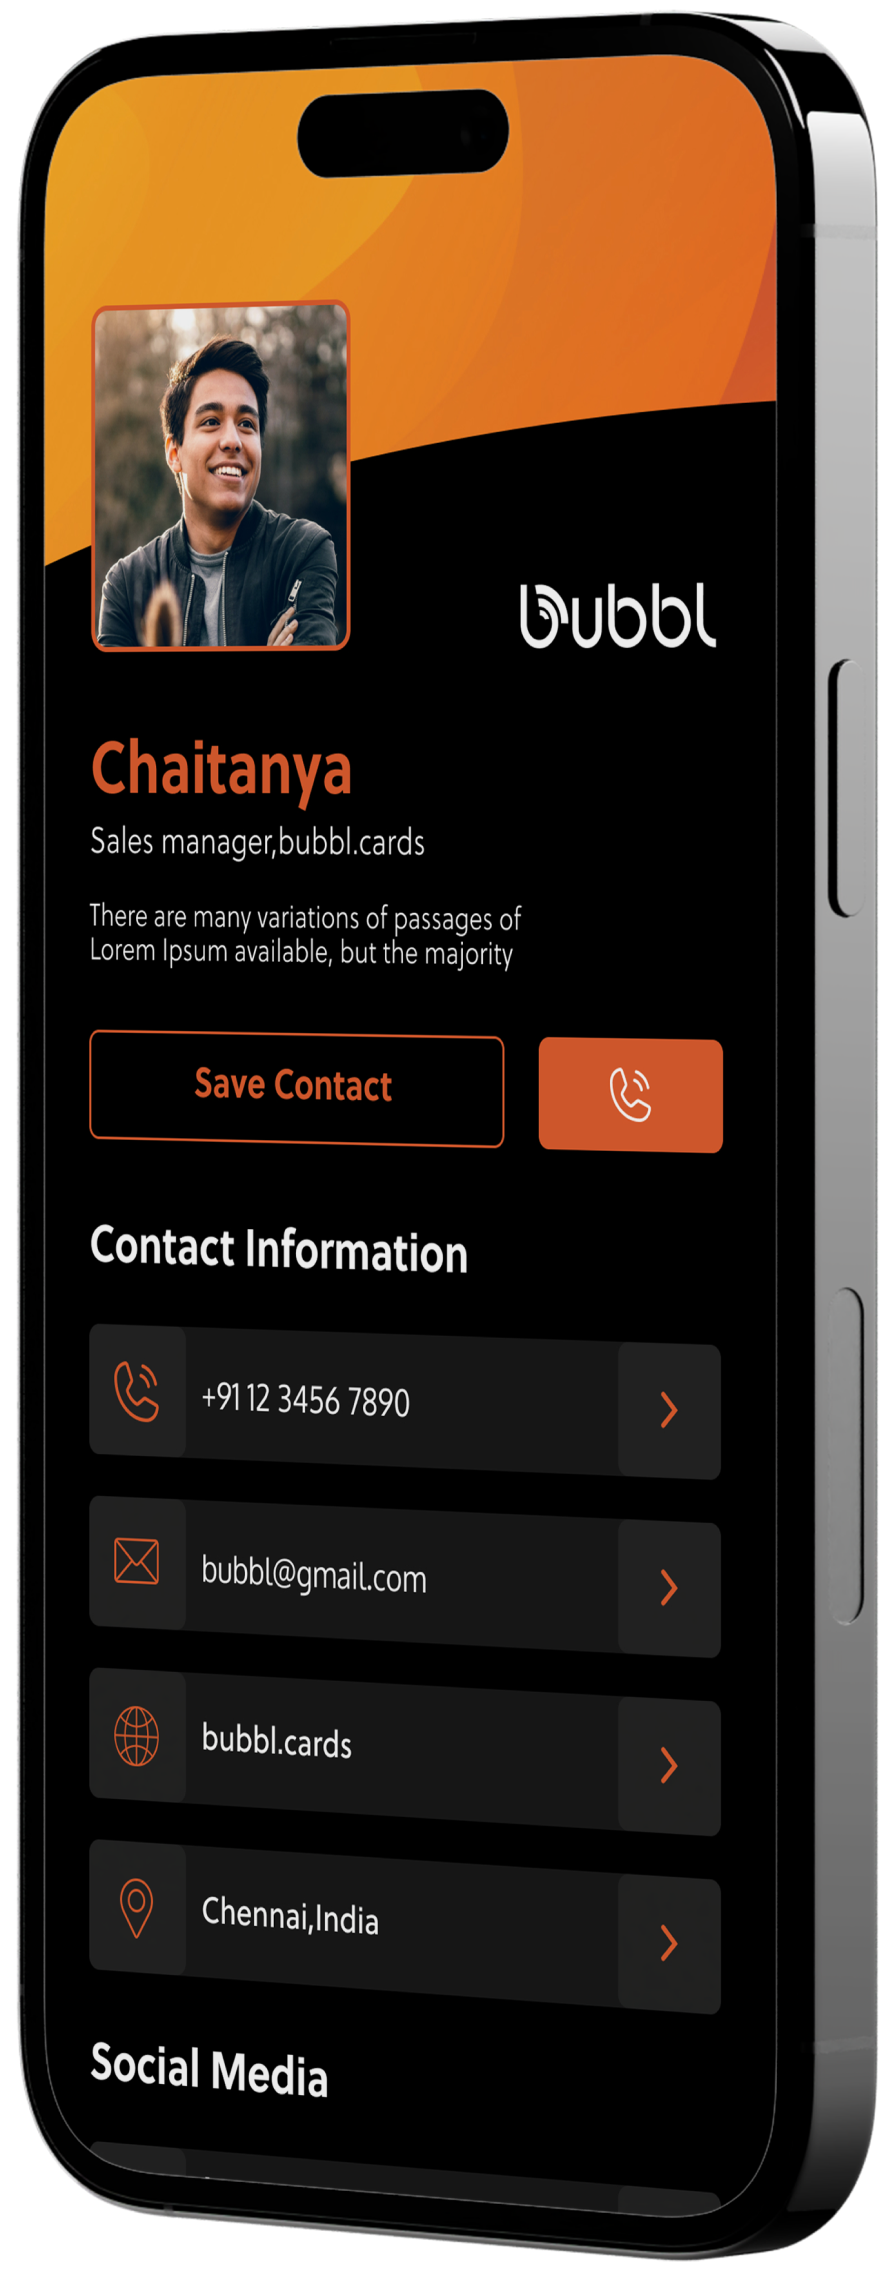 bubbl
Chaitanya
Sales manager,bubbl.cards
There are many variations of passages of
Lorem Ipsum available, but the majority
Save Contact
Contact Information
+91 12 3456 7890
bubbl@gmail.com
bubbl.cards
Chennai,India
Social Media